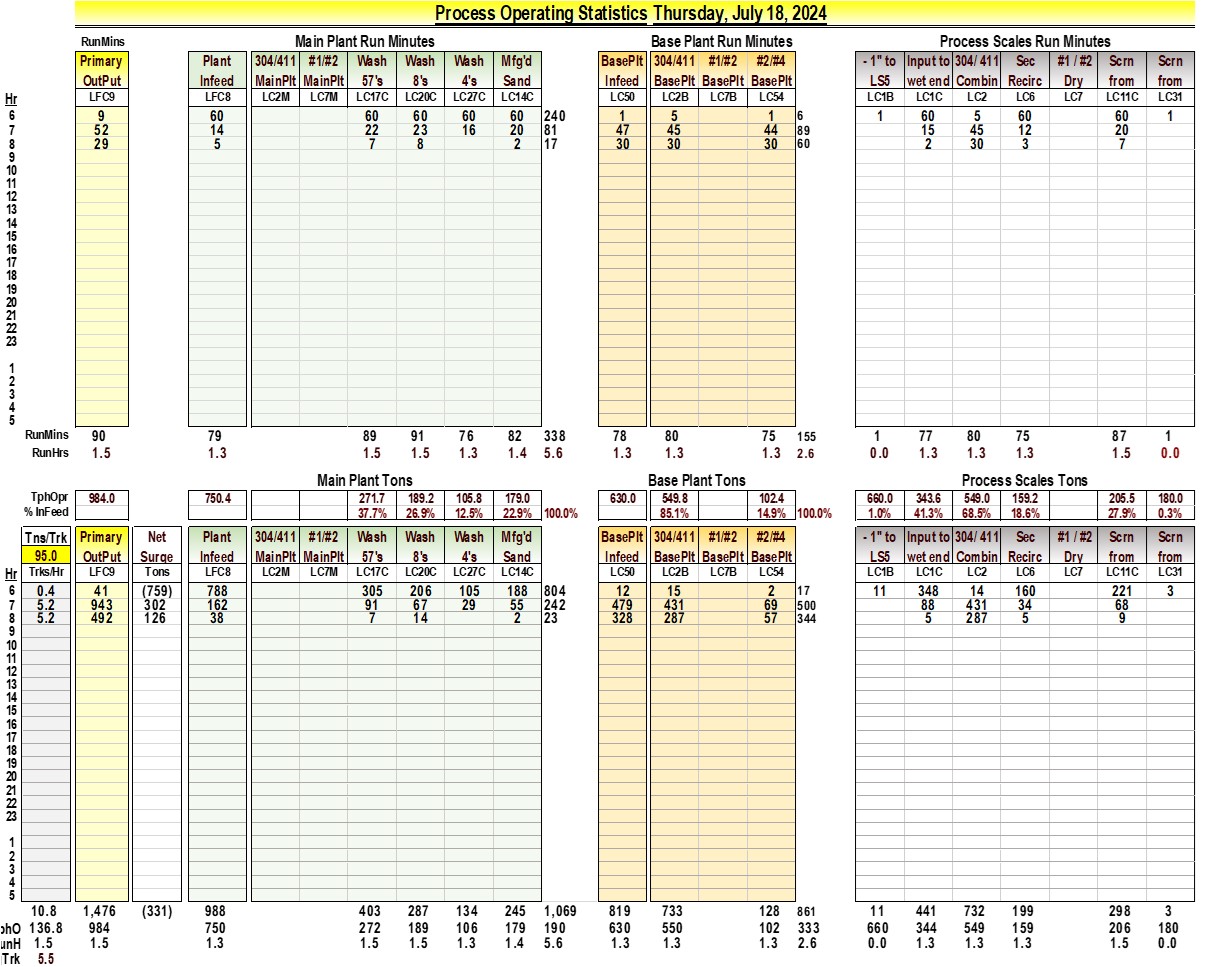 Process Operating Statistics Thursday, July 18, 2024
RunMins Main Plant Run Minutes Base Plant Run Minutes Process Scales Run Minutes
Primary Plant 304/411 #1/#2 Wash Wash Wash Mfg'd BasePlt 304/411 #1/#2 #2/#4 - 1" to Input to 304/ 411 Sec #1 / #2 Scrn Scrn
OutPut Infeed MainPlt MainPlt 57's 8's 4's Sand Infeed BasePlt BasePlt BasePlt LS5 wet end Combin Recirc Dry from from
Hr LFC9 LFC8 LC2M LC7M LC17C LC20C LC27C LC14C LC50 LC2B LC7B LC54 LC1B LC1C LC2 LC6 LC7 LC11C LC31
6 9 60 60 60 60 60 240 1 5 1 6 1 60 5 60 60 1
7 52 14 22 23 16 20 81 47 45 44 89 15 45 12 20
8 29 5 7 8 2 17 30 30 30 60 2 30 3 7
9
10
11
12
13
14
15
16
17
18
19
20
21
22
23
1
2
3
4
5
RunMins 90 79 89 91 76 82 338 78 80 75 155 1 77 80 75 87 1
RunHrs 1.5 1.3 1.5 1.5 1.3 1.4 5.6 1.3 1.3 1.3 2.6 0.0 1.3 1.3 1.3 1.5 0.0
Main Plant Tons Base Plant Tons Process Scales Tons
TphOpr 984.0 750.4 271.7 189.2 105.8 179.0 630.0 549.8 102.4 660.0 343.6 549.0 159.2 205.5 180.0
% InFeed 37.7% 26.9% 12.5% 22.9% 100.0% 85.1% 14.9% 100.0% 1.0% 41.3% 68.5% 18.6% 27.9% 0.3%
Tns/Trk Primary Net Plant 304/411 #1/#2 Wash Wash Wash Mfg'd BasePlt 304/411 #1/#2 #2/#4 - 1" to Input to 304/ 411 Sec #1 / #2 Scrn Scrn
95.0 OutPut Surge Infeed MainPlt MainPlt 57's 8's 4's Sand Infeed BasePlt BasePlt BasePlt LS5 wet end Combin Recirc Dry from from
Hr Trks/Hr LFC9 Tons LFC8 LC2M LC7M LC17C LC20C LC27C LC14C LC50 LC2B LC7B LC54 LC1B LC1C LC2 LC6 LC7 LC11C LC31
6 0.4 41 (759) 788 305 206 105 188 804 12 15 2 17 11 348 14 160 221 3
7 5.2 943 302 162 91 67 29 55 242 479 431 69 500 88 431 34 68
8 5.2 492 126 38 7 14 2 23 328 287 57 344 5 287 5 9
9
10
11
12
13
14
15
16
17
18
19
20
21
22
23
1
2
3
4
5
10.8 1,476 (331) 988 403 287 134 245 1,069 819 733 128 861 11 441 732 199 298 3
phO 136.8 984 750 272 189 106 179 190 630 550 102 333 660 344 549 159 206 180
unH 1.5 1.5 1.3 1.5 1.5 1.3 1.4 5.6 1.3 1.3 1.3 2.6 0.0 1.3 1.3 1.3 1.5 0.0
Trk 5.5